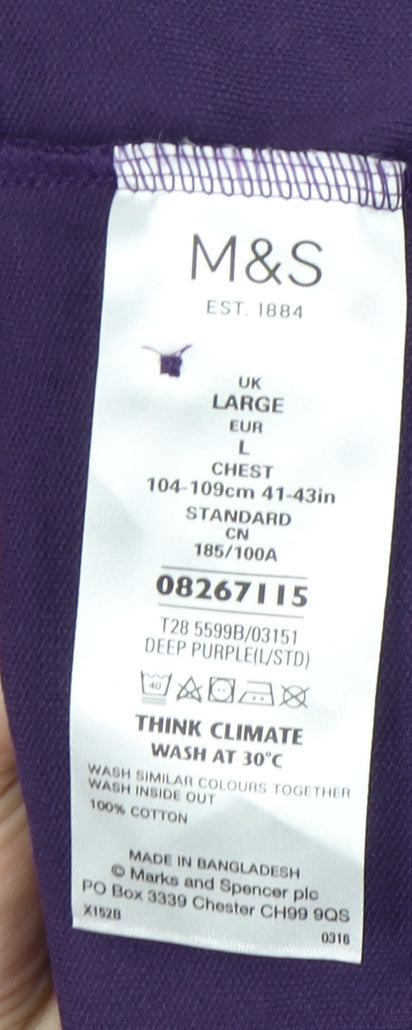 M&S
EST. 1884
UK
LARGE
EUR
L
CHEST
104-109cm 41-43in
STANDARD
CN
185/100A
08267115
T28 5599B/03151
DEEP PURPLE(L/STD)
40
THINK CLIMATE
WASH AT 30°C
WASH SIMILAR COLOURS TOGETHER
WASH INSIDE OUT
100% COTTON
MADE IN BANGLADESH
© Marks and Spencer plc
PO Box 3339 Chester CH99 9QS
X152B 0316